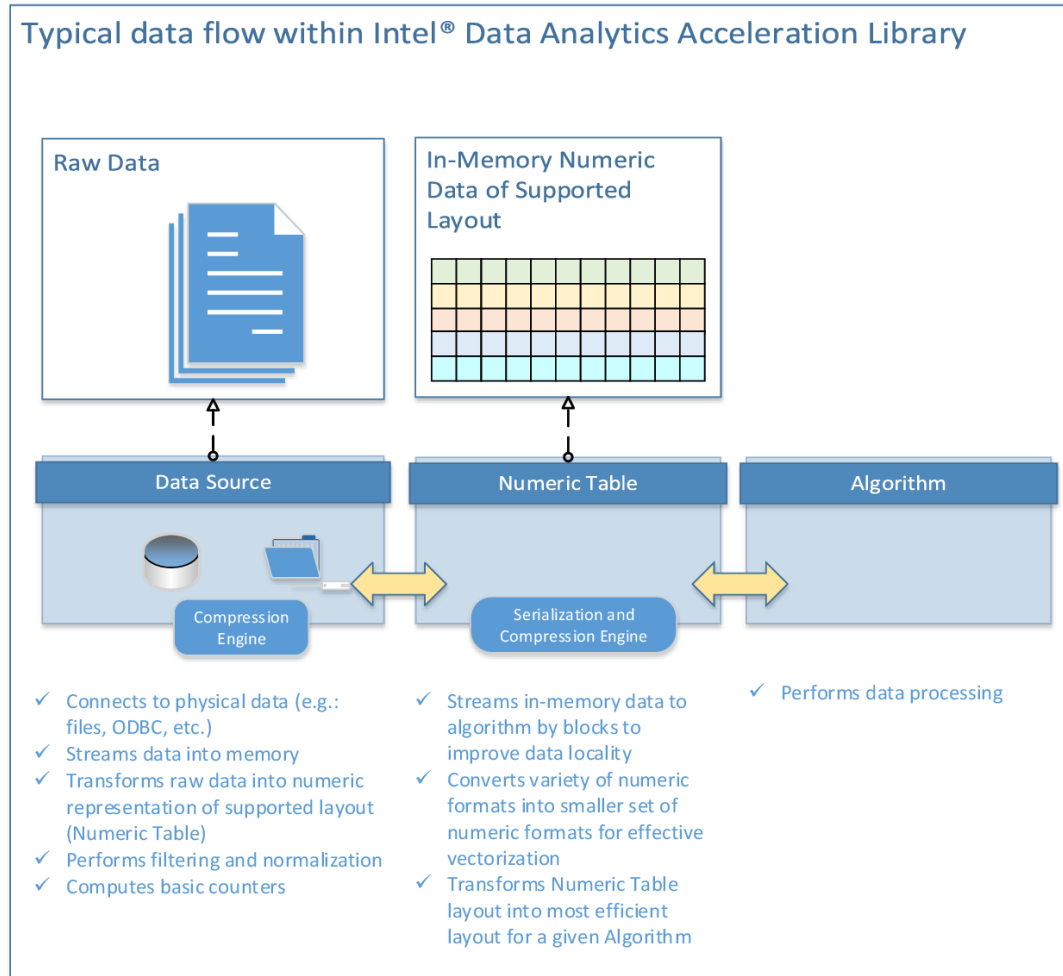 Typical data flow within Intel® Data Analytics Acceleration Library
Raw Data
In-Memory Numeric
Data of Supported
Layout
Data Source
Numeric Table
Algorithm
Compression
Engine
Serialization and
Compression Engine
✓ Connects to physical data (e.g.:
files, ODBC, etc.)
✓ Streams data into memory
✓ Transforms raw data into numeric
representation of supported layout
(Numeric Table)
✓ Performs filtering and normalization
✓ Computes basic counters
✓ Streams in-memory data to
algorithm by blocks to
improve data locality
✓ Converts variety of numeric
formats into smaller set of
numeric formats for effective
vectorization
✓ Transforms Numeric Table
layout into most efficient
layout for a given Algorithm
✓ Performs data processing